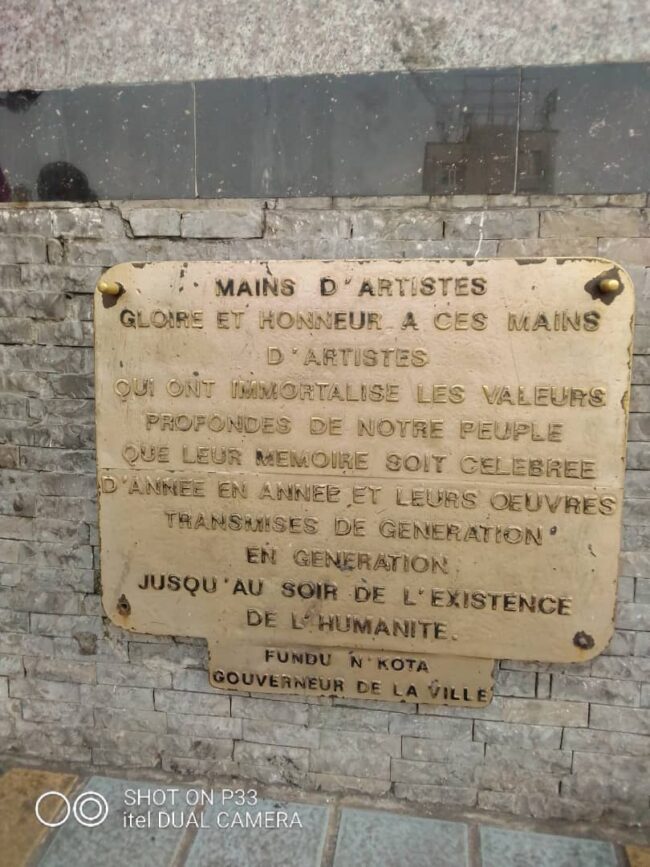 MAINS D'ARTISTES
GLOIRE ET HONNEUR A CES MAINS
D'ARTISTES
QUI ONT IMMORTALISE LES VALEURS
PROFONDES DE NOTRE PEUPLE
QUE LEUR MEMOIRE SOIT CELEBREE
D'ANNEE EN ANNEE ET LEURS OEUVRES
TRANSMISES DE GENERATION
EN GENERATION
JUSQU'AU SOIR DE L'EXISTENCE
DE L'HUMANITE.
FUNDU N'KOTA
GOUVERNEUR DE LA VILLE
SHOT ON P33
itel DUAL CAMERA